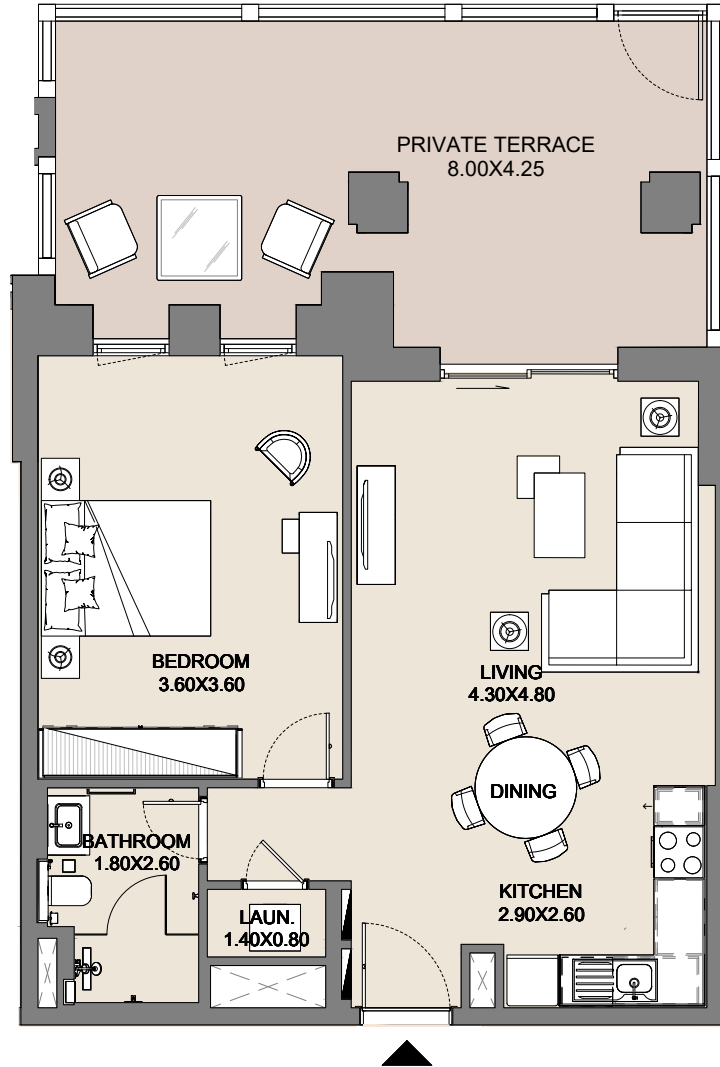 PRIVATE TERRACE
8.00X4.25
BEDROOM
3.60X3.60
LIVING
4.30X4.80
DINING
BATHROOM
1.80X2.60
KITCHEN
2.90X2.60
LAUN.
1.40X0.80